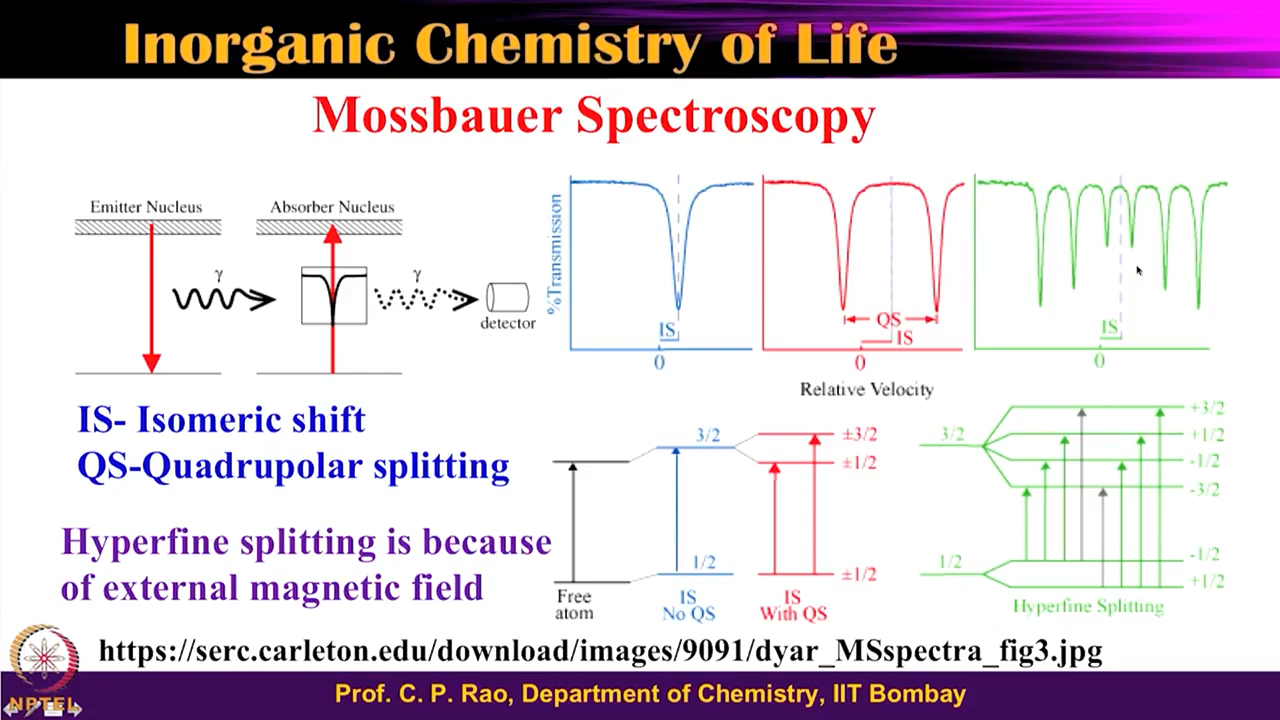 Inorganic Chemistry of Life
Mossbauer Spectroscopy
Emitter Nucleus
Absorber Nucleus
γ
γ
detector
%Transmission
IS
0
QS
IS
0
IS
0
Relative Velocity
IS- Isomeric shift
QS-Quadrupolar splitting
Hyperfine splitting is because
of external magnetic field
Free
atom
3/2
1/2
IS
No QS
±3/2
±1/2
±1/2
IS
With QS
3/2
1/2
+3/2
+1/2
-1/2
-3/2
-1/2
+1/2
Hyperfine Splitting
https://serc.carleton.edu/download/images/9091/dyar_MSspectra_fig3.jpg
NPTEL
Prof. C. P. Rao, Department of Chemistry, IIT Bombay